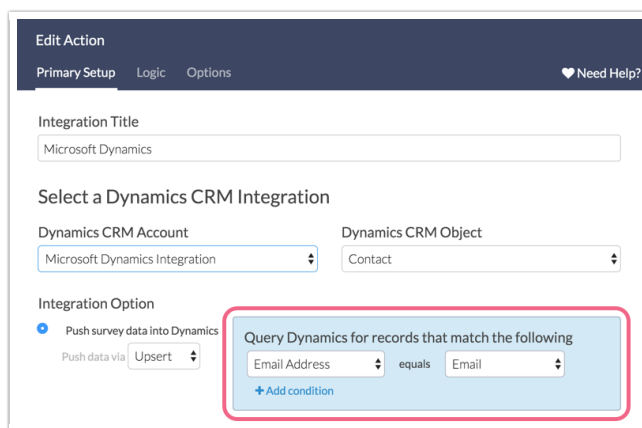 Edit Action
Primary Setup Logic Options Need Help?
Integration Title
Microsoft Dynamics
Select a Dynamics CRM Integration
Dynamics CRM Account Dynamics CRM Object
Microsoft Dynamics Integration Contact
Integration Option
Push survey data into Dynamics
Query Dynamics for records that match the following
Push data via Upsert
Email Address equals Email
+ Add condition